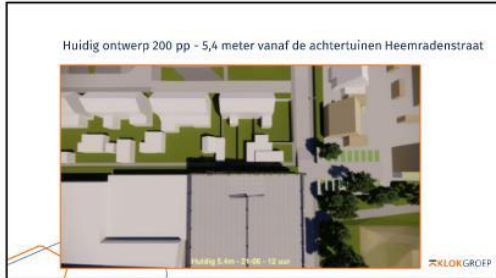 Huidig ontwerp 200 pp - 5,4 meter vanaf de achtertuinen Heemradenstraat
Huidig 5.4m - 21-06 - 12 uur
KLOKGROEP